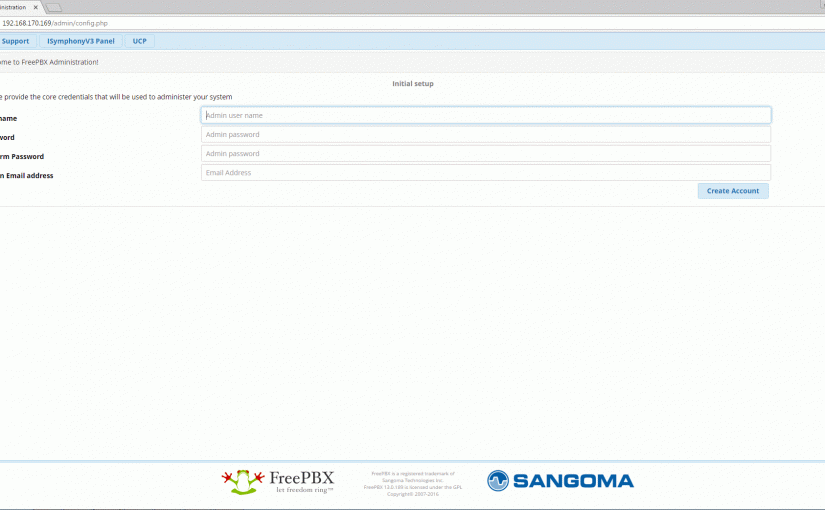 inistration
192.168.170.169/admin/config.php
Support ISymphonyV3 Panel UCP
ome to FreePBX Administration!
Initial setup
e provide the core credentials that will be used to administer your system
name Admin user name
word Admin password
rm Password Admin password
n Email address Email Address
Create Account
FreePBX
let freedom ring™
FreePBX is a registered trademark of
Sangoma Technologies Inc.
FreePBX 13.0.189 is licensed under the GPL
Copyright© 2007-2016
SANGOMA